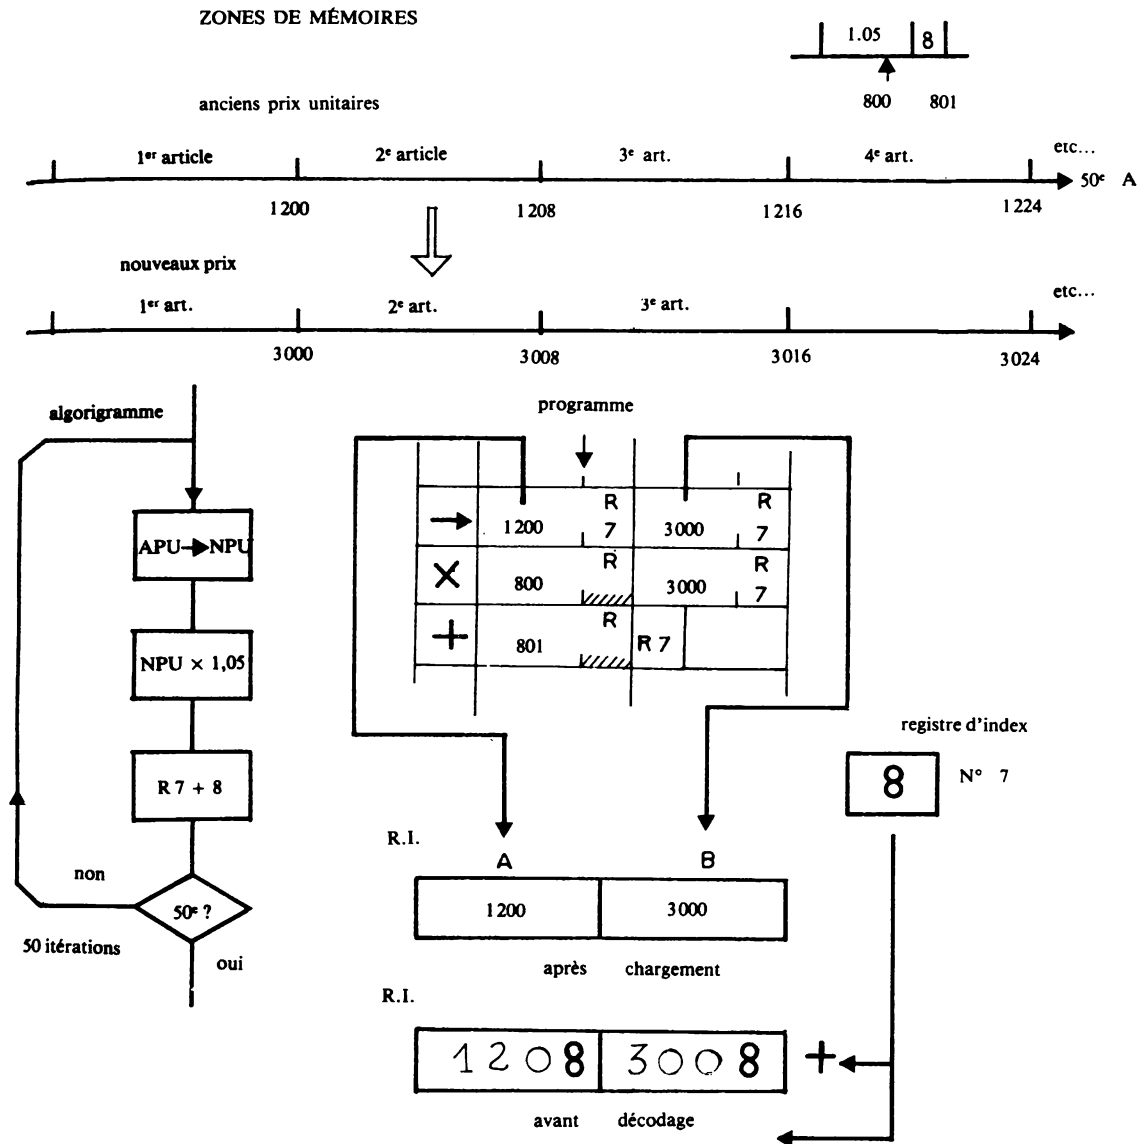 ZONES DE MÉMOIRES
1.05 8
800 801
anciens prix unitaires
1er article 2e article 3e art. 4e art. etc...
50e A
1200 1208 1216 1224
nouveaux prix
1er art. 2e art. 3e art. etc...
3000 3008 3016 3024
algorigramme
APU → NPU
NPU × 1,05
R 7 + 8
50e ?
non
50 itérations
oui
programme
→ 1200 R 7 3000 R 7
× 800 R 3000 R 7
+ 801 R R 7
registre d'index
8 N° 7
R.I.
A B
1200 3000
après chargement
R.I.
1208 3008 +
avant décodage